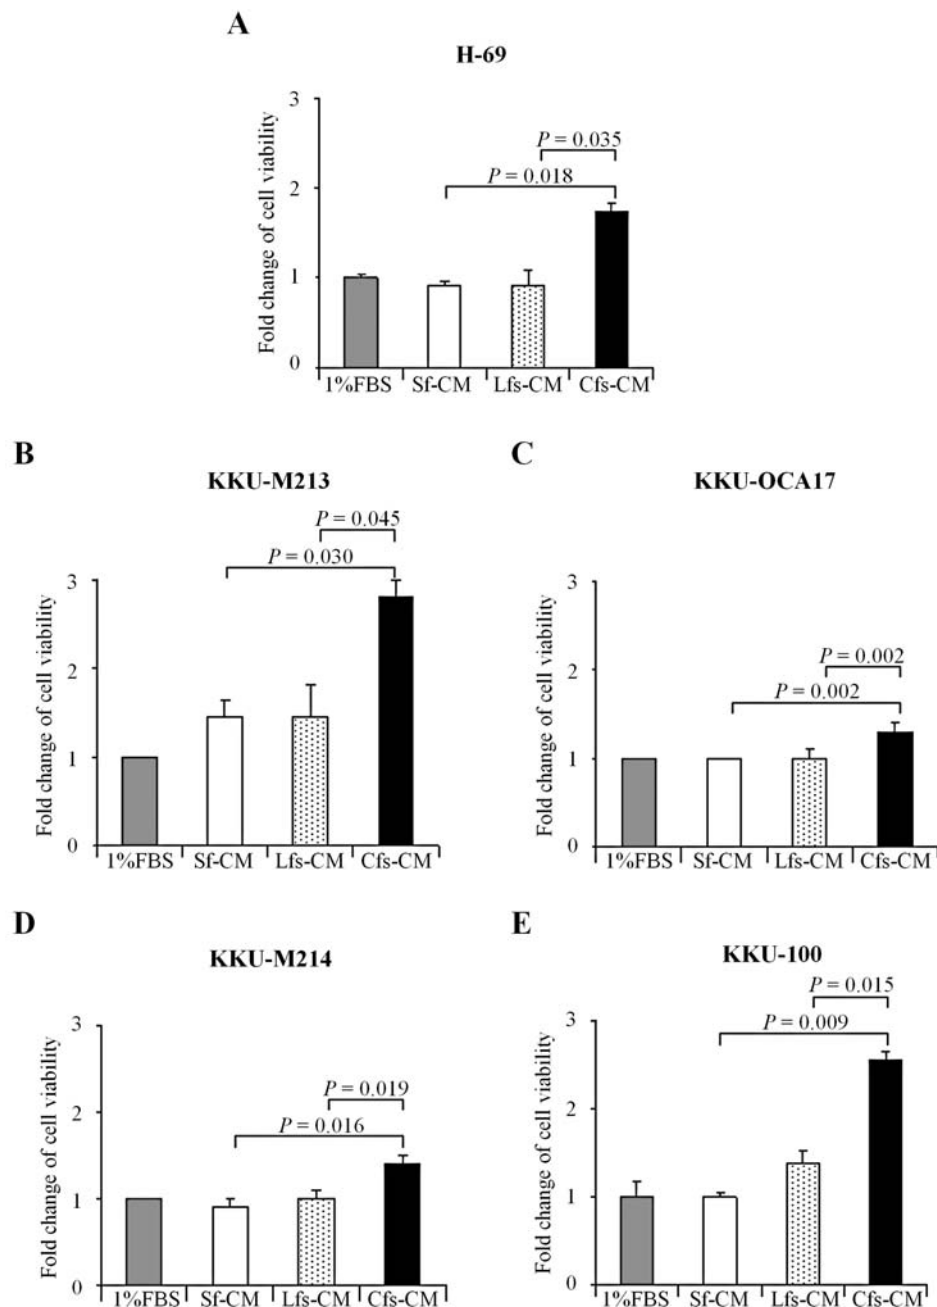 A
H-69
Fold change of cell viability
3
2
1
0
P = 0.035
P = 0.018
1%FBS Sf-CM Lfs-CM Cfs-CM
B
KKU-M213
Fold change of cell viability
3
2
1
0
P = 0.045
P = 0.030
1%FBS Sf-CM Lfs-CM Cfs-CM
C
KKU-OCA17
Fold change of cell viability
3
2
1
0
P = 0.002
P = 0.002
1%FBS Sf-CM Lfs-CM Cfs-CM
D
KKU-M214
Fold change of cell viability
3
2
1
0
P = 0.019
P = 0.016
1%FBS Sf-CM Lfs-CM Cfs-CM
E
KKU-100
Fold change of cell viability
3
2
1
0
P = 0.015
P = 0.009
1%FBS Sf-CM Lfs-CM Cfs-CM